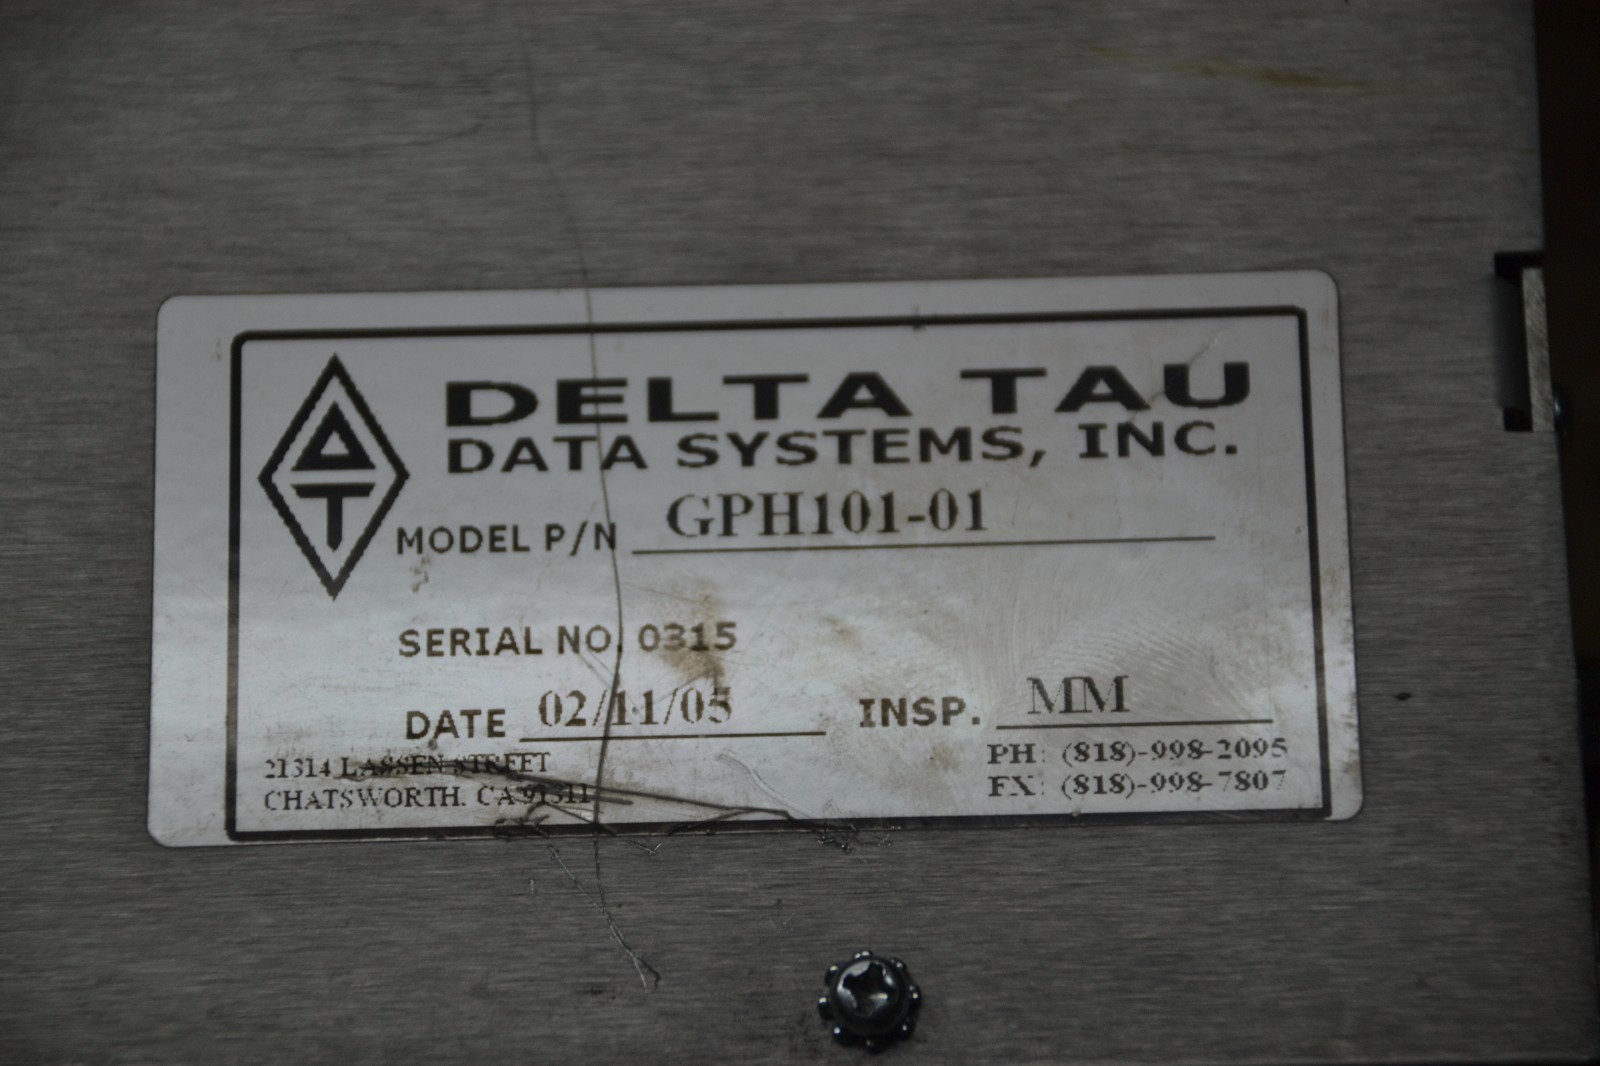 DELTA TAU
DATA SYSTEMS, INC.
MODEL P/N GPH101-01
SERIAL NO. 0315
DATE 02/11/05 INSP. MM
21314 LASSEN STREET
CHATSWORTH. CA 91311
PH: (818)-998-2095
FX: (818)-998-7807